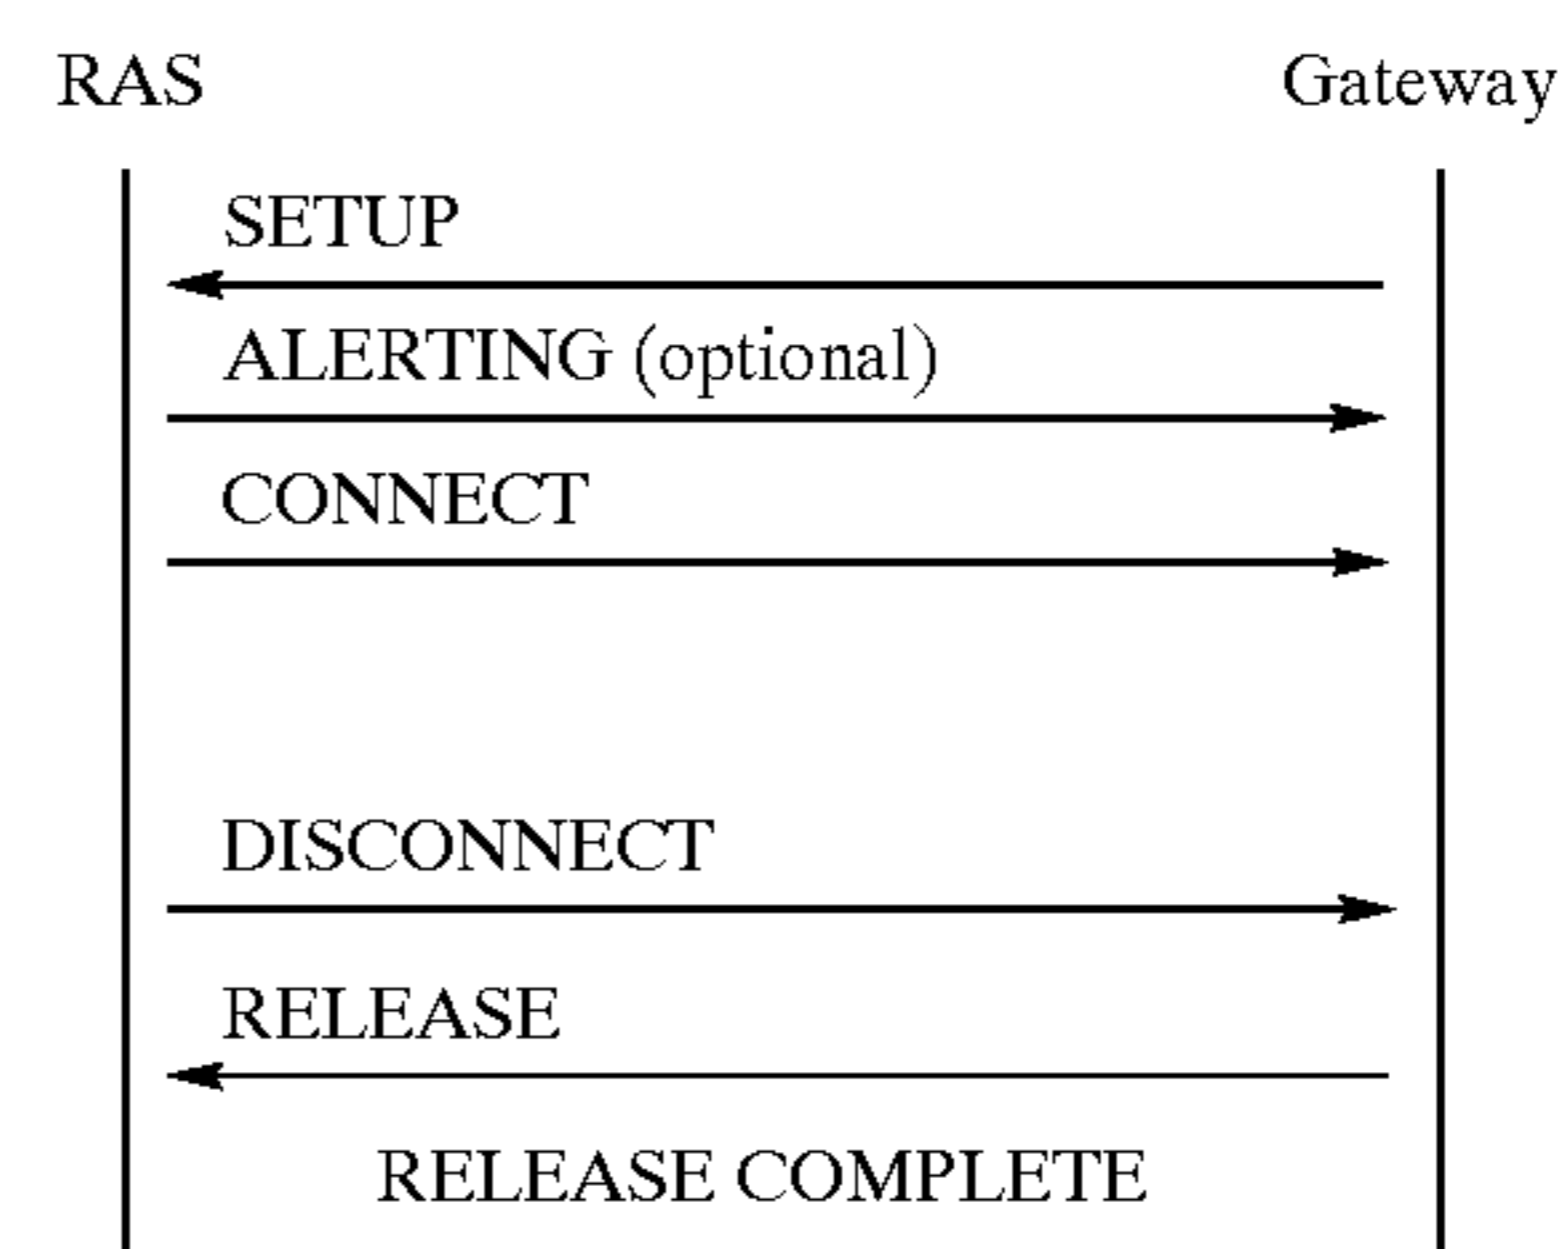 RAS Gateway
SETUP
ALERTING (optional)
CONNECT
DISCONNECT
RELEASE
RELEASE COMPLETE